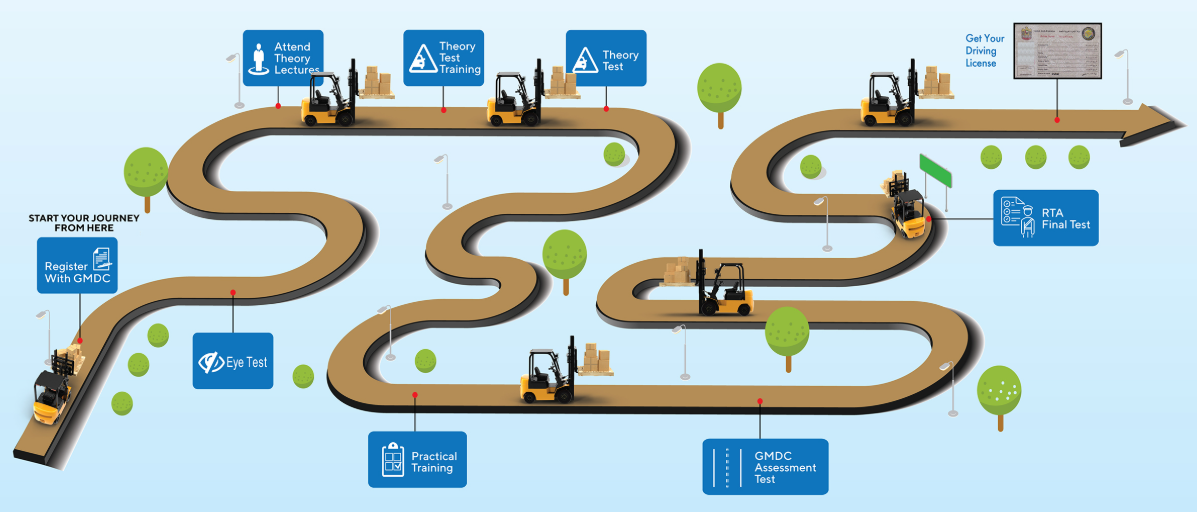 START YOUR JOURNEY
FROM HERE
Register
With GMDC
Eye Test
Attend
Theory
Lectures
Theory
Test
Training
Theory
Test
Practical
Training
GMDC
Assessment
Test
RTA
Final Test
Get Your
Driving
License